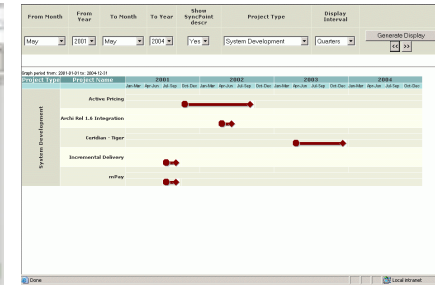 From Month From Year To Month To Year Show SyncPoint descr Project Type Display Interval
May 2001 May 2004 Yes System Development Quarters Generate Display
<< >>
Graph period from: 2001-01-01 to: 2004-12-31
Project Type Project Name 2001 2002 2003 2004
Jan-Mar Apr-Jun Jul-Sep Oct-Dec Jan-Mar Apr-Jun Jul-Sep Oct-Dec Jan-Mar Apr-Jun Jul-Sep Oct-Dec Jan-Mar Apr-Jun Jul-Sep Oct-Dec
System Development
Active Pricing
Archi Rel 1.6 Integration
Ceridian - Tiger
Incremental Delivery
mPay
Done Local intranet